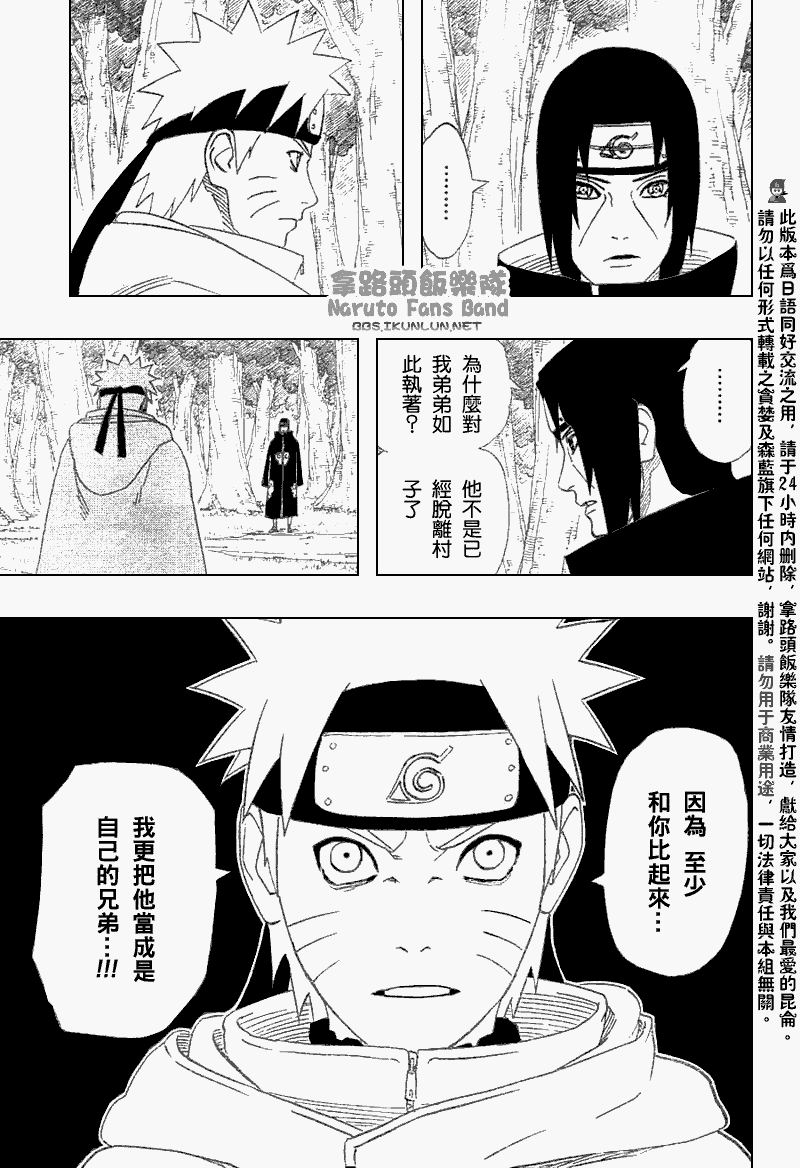 ………
拿路頭飯樂隊
Naruto Fans Band
BBS.IKUNLUN.NET
………
為什麼對
我弟弟如
此執著？
他不是已
經脫離村
子了
因為 至少
和你比起來…
我更把他當成是
自己的兄弟…!!!
此版本爲日語同好交流之用，請于24小時内刪除，拿路頭飯樂隊友情打造，獻給大家以及我們最愛的昆侖。
請勿以任何形式轉載之貪婪及森藍旗下任何網站，謝謝。請勿用于商業用途，一切法律責任與本組無關。